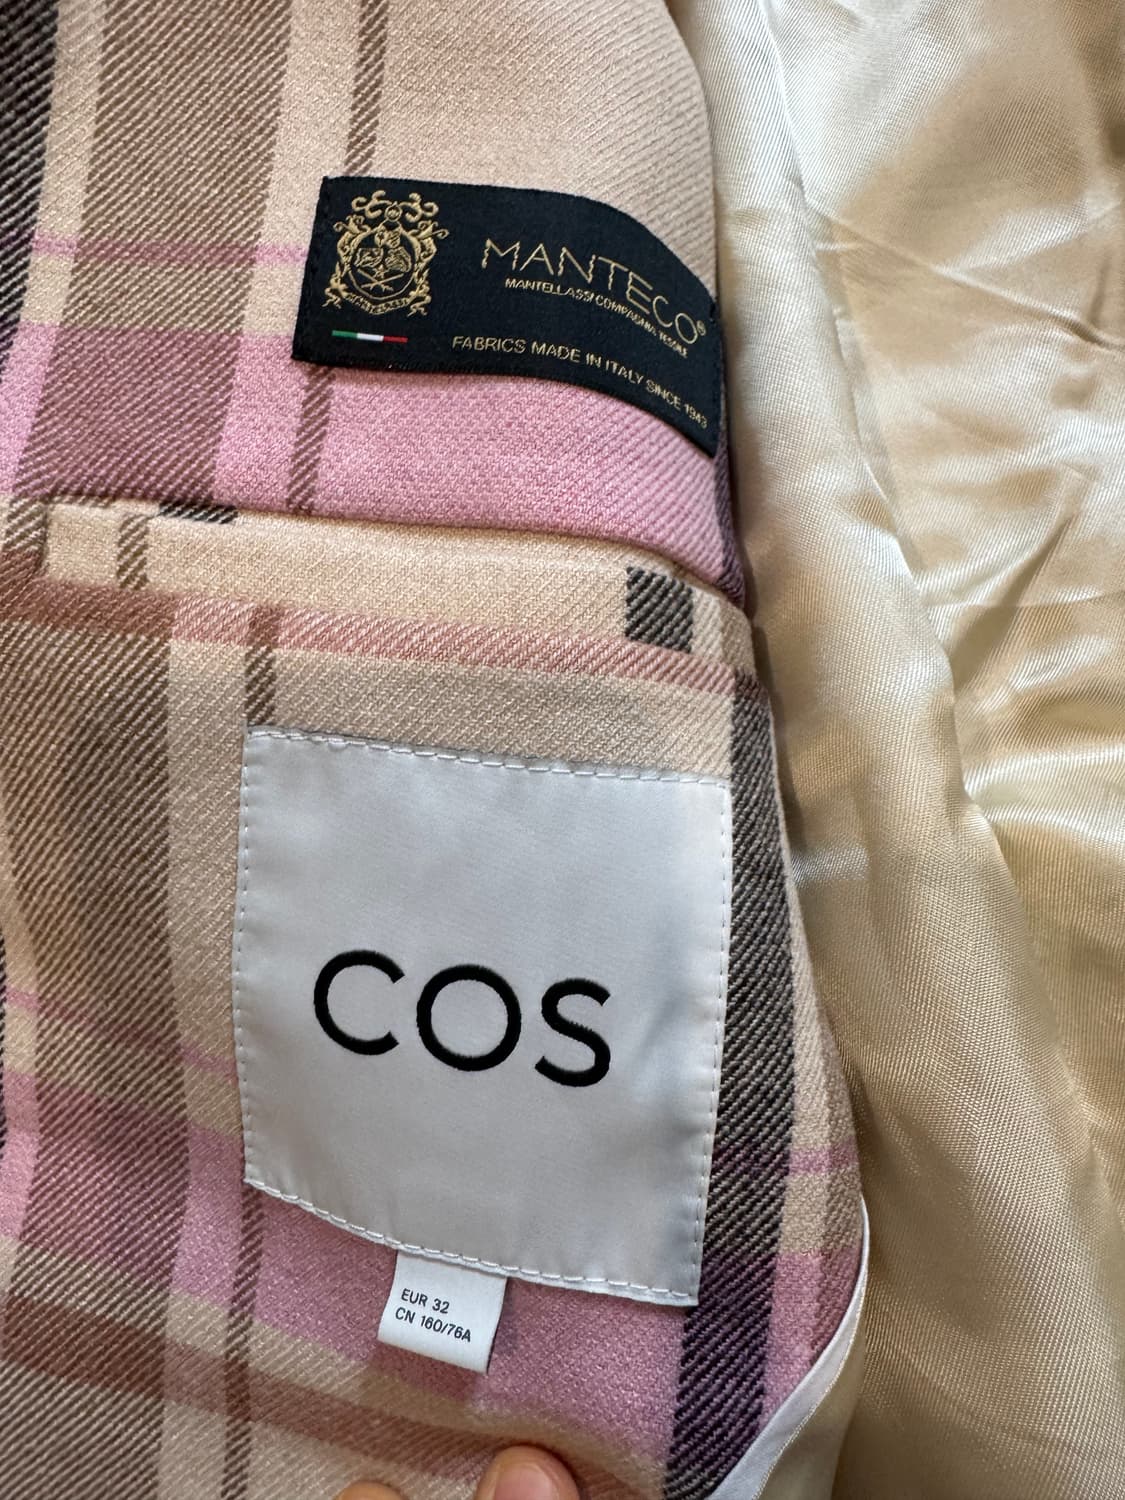 MANTECO®
MANTELLASSI COMPAGNIA TESSILE
FABRICS MADE IN ITALY SINCE 1943
COS
EUR 32
CN 160/76A